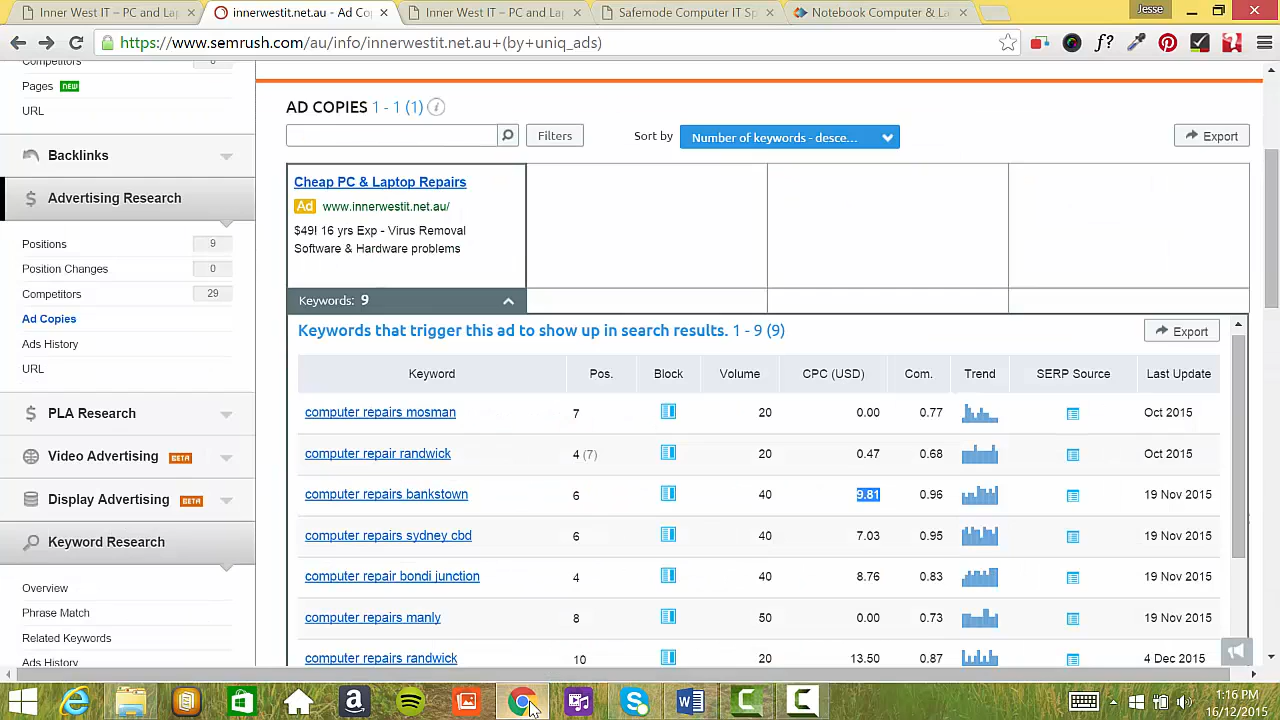 Inner West IT – PC and Lap
innerwestit.net.au - Ad Co
Inner West IT – PC and Lap
Safemode Computer IT Sp
Notebook Computer & La
Jesse
https://www.semrush.com/au/info/innerwestit.net.au+(by+uniq_ads)
f?
Competitors 0
Pages NEW
URL
Backlinks
Advertising Research
Positions 9
Position Changes 0
Competitors 29
Ad Copies
Ads History
URL
PLA Research
Video Advertising BETA
Display Advertising BETA
Keyword Research
Overview
Phrase Match
Related Keywords
Ads History
AD COPIES 1 - 1 (1) i
Filters Sort by Number of keywords - desce... Export
Cheap PC & Laptop Repairs
Ad www.innerwestit.net.au/
$49! 16 yrs Exp - Virus Removal
Software & Hardware problems
Keywords: 9
Keywords that trigger this ad to show up in search results. 1 - 9 (9) Export
Keyword Pos. Block Volume CPC (USD) Com. Trend SERP Source Last Update
computer repairs mosman 7 20 0.00 0.77 Oct 2015
computer repair randwick 4 (7) 20 0.47 0.68 Oct 2015
computer repairs bankstown 6 40 9.81 0.96 19 Nov 2015
computer repairs sydney cbd 6 40 7.03 0.95 19 Nov 2015
computer repair bondi junction 4 40 8.76 0.83 19 Nov 2015
computer repairs manly 8 50 0.00 0.73 19 Nov 2015
computer repairs randwick 10 20 13.50 0.87 4 Dec 2015
1:16 PM
16/12/2015